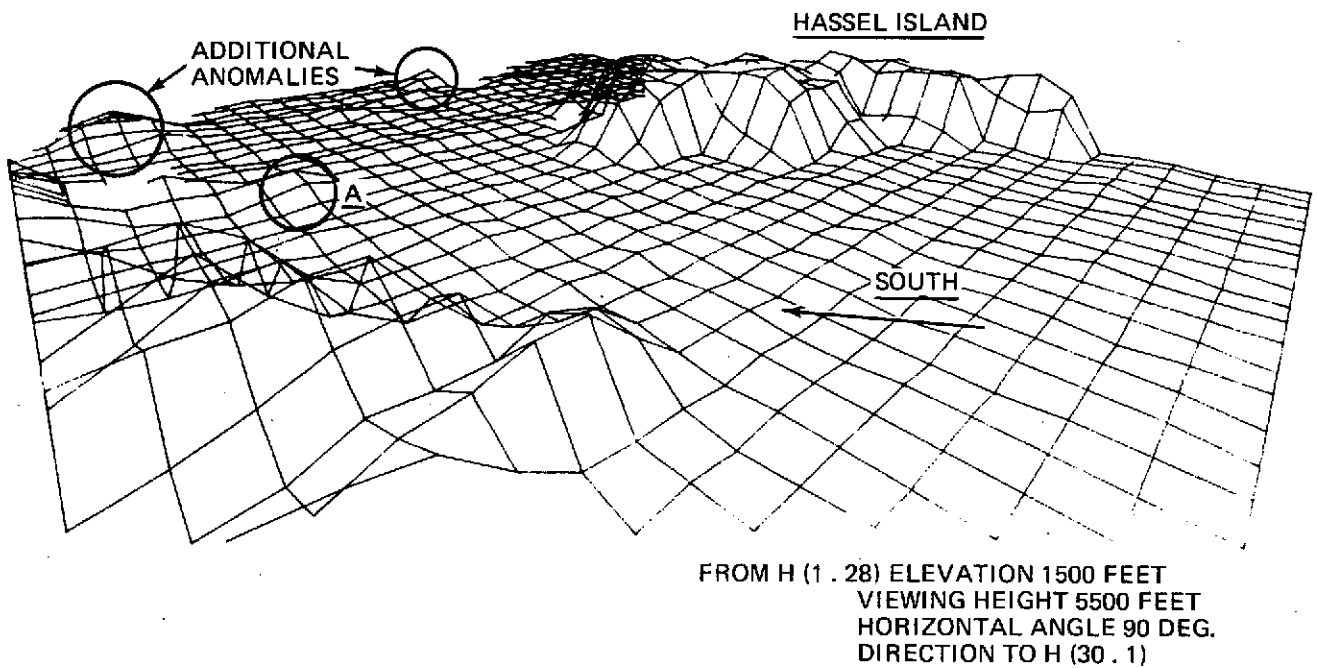 HASSEL ISLAND
ADDITIONAL
ANOMALIES
A
SOUTH
FROM H (1 . 28) ELEVATION 1500 FEET
VIEWING HEIGHT 5500 FEET
HORIZONTAL ANGLE 90 DEG.
DIRECTION TO H (30 . 1)